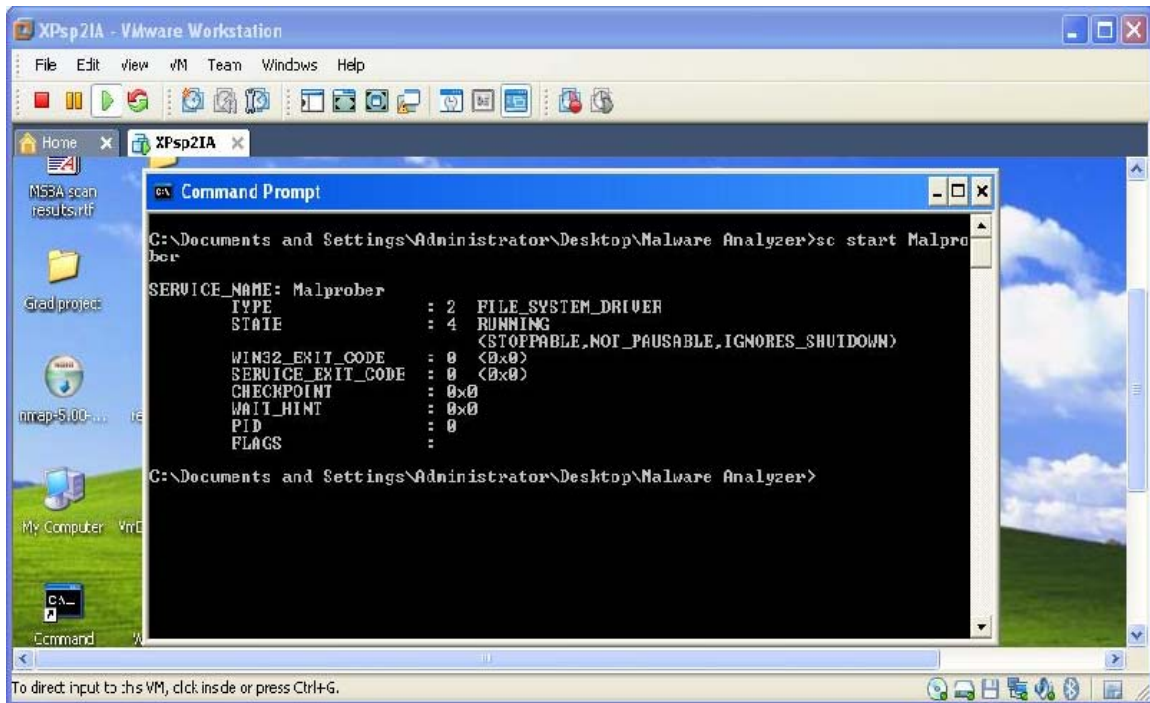 XPsp2IA - VMware Workstation
File Edit View VM Team Windows Help
Home
XPsp2IA
MSBA scan
results.rtf
Grad project
nmap-5.00-...
My Computer
Command
Command Prompt
C:\Documents and Settings\Administrator\Desktop\Malware Analyzer>sc start Malpro
ber
SERVICE_NAME: Malprober
TYPE : 2 FILE_SYSTEM_DRIVER
STATE : 4 RUNNING
(STOPPABLE,NOT_PAUSABLE,IGNORES_SHUTDOWN)
WIN32_EXIT_CODE : 0 (0x0)
SERVICE_EXIT_CODE : 0 (0x0)
CHECKPOINT : 0x0
WAIT_HINT : 0x0
PID : 0
FLAGS :
C:\Documents and Settings\Administrator\Desktop\Malware Analyzer>
To direct input to this VM, click inside or press Ctrl+G.